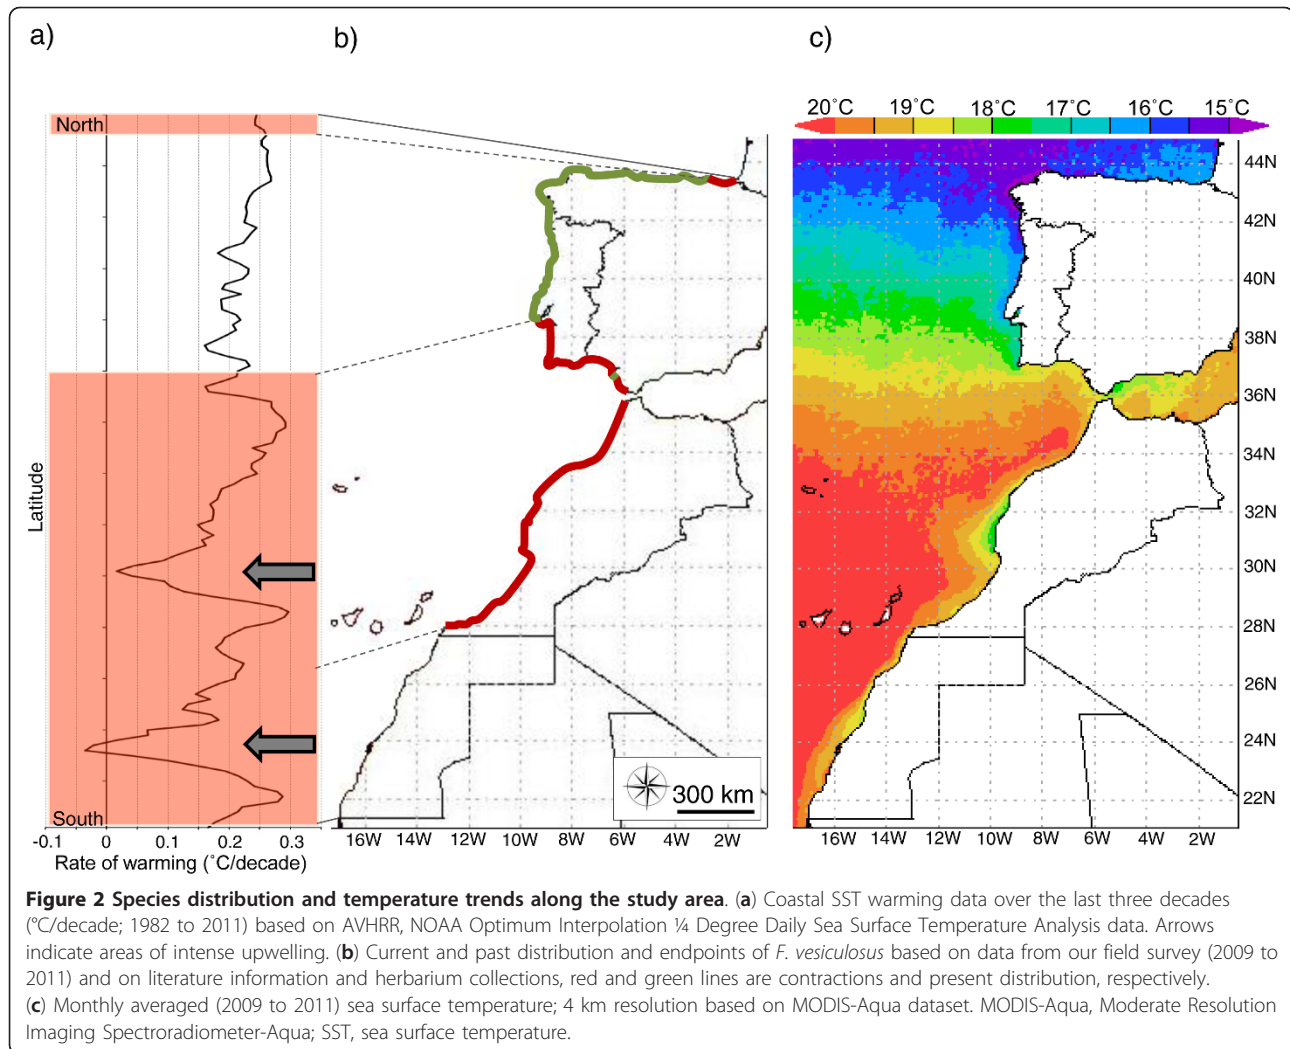 a)
b)
c)
20°C 19°C 18°C 17°C 16°C 15°C
North
44N
42N
40N
38N
36N
34N
32N
30N
28N
26N
24N
22N
Latitude
South
300 km
-0.1 0 0.1 0.2 0.3
Rate of warming (˚C/decade)
16W 14W 12W 10W 8W 6W 4W 2W 0W
16W 14W 12W 10W 8W 6W 4W 2W 0W
Figure 2 Species distribution and temperature trends along the study area. (a) Coastal SST warming data over the last three decades
(°C/decade; 1982 to 2011) based on AVHRR, NOAA Optimum Interpolation ¼ Degree Daily Sea Surface Temperature Analysis data. Arrows
indicate areas of intense upwelling. (b) Current and past distribution and endpoints of F. vesiculosus based on data from our field survey (2009 to
2011) and on literature information and herbarium collections, red and green lines are contractions and present distribution, respectively.
(c) Monthly averaged (2009 to 2011) sea surface temperature; 4 km resolution based on MODIS-Aqua dataset. MODIS-Aqua, Moderate Resolution
Imaging Spectroradiometer-Aqua; SST, sea surface temperature.